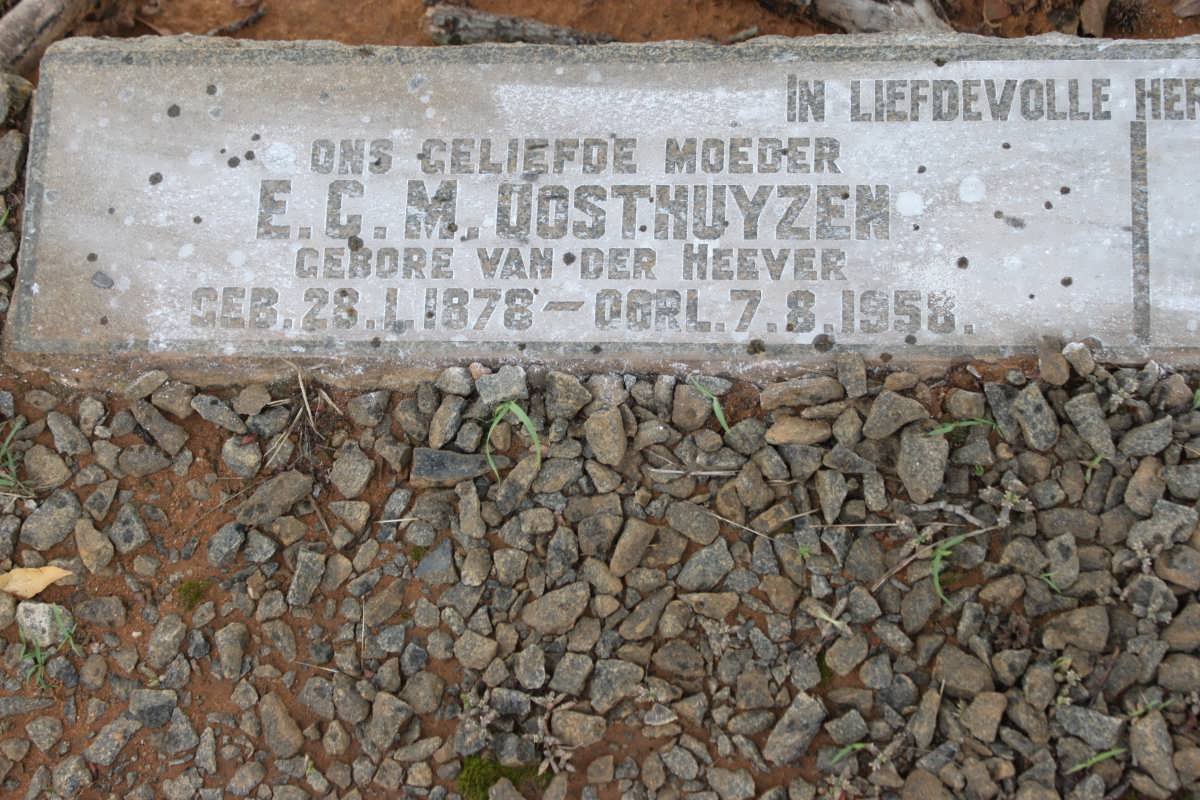 IN LIEFDEVOLLE
ONS GELIEFDE MOEDER
E.C.M. OOSTHUYZEN
GEBORE VAN DER HEEVER
GEB. 28.1.1878 - OORL. 7.8.1958.